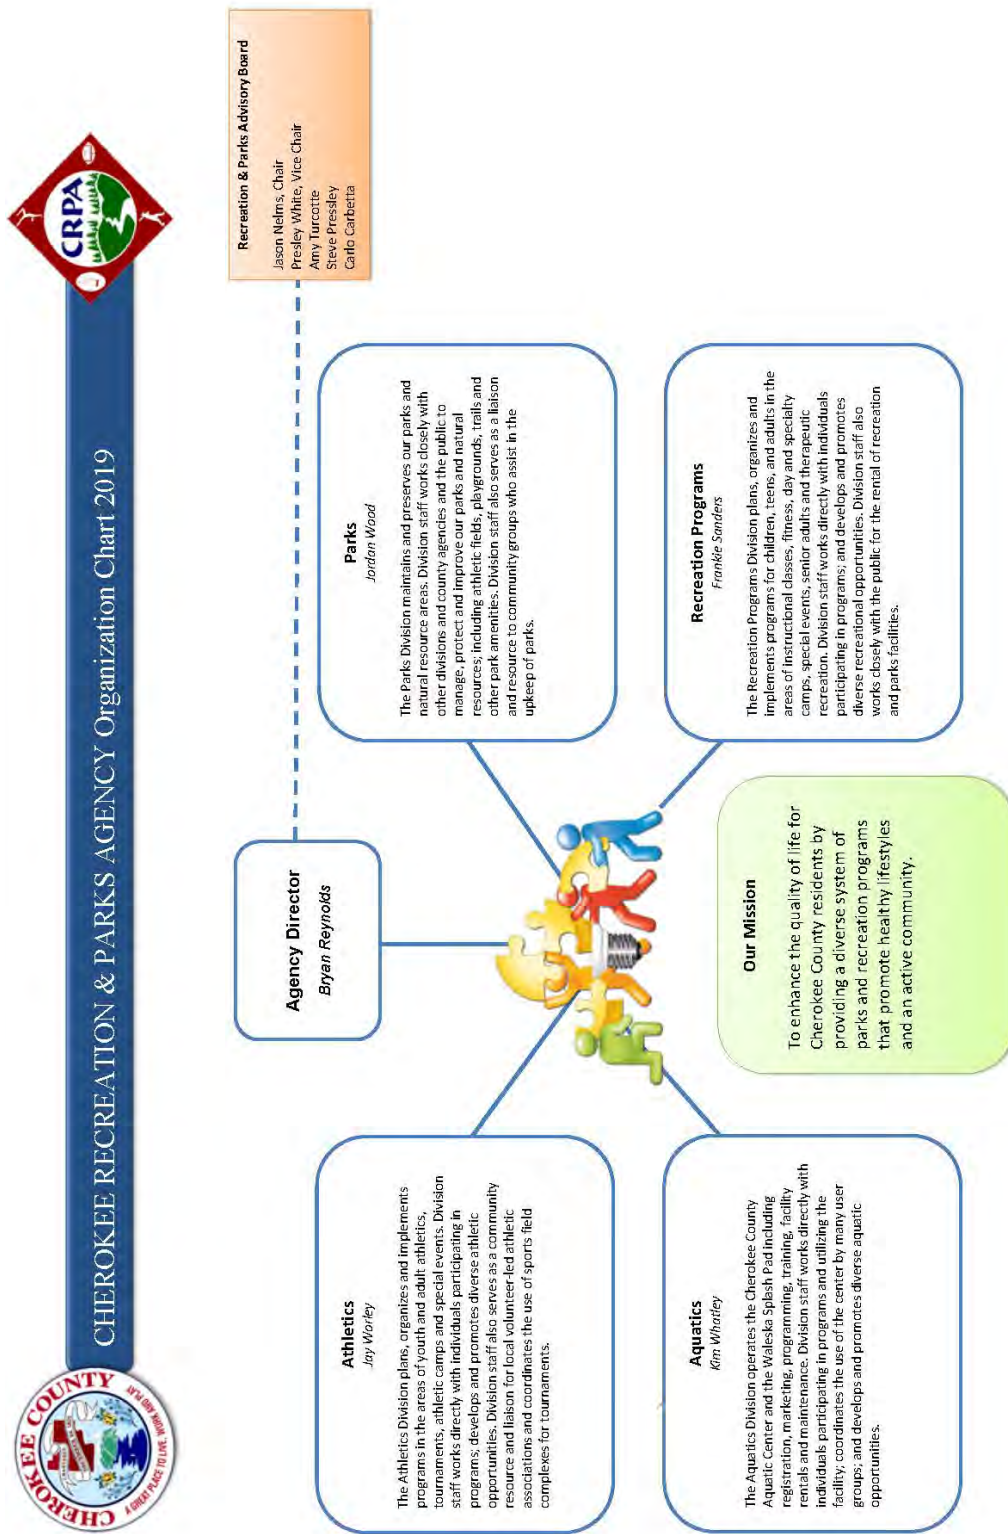 CHEROKEE COUNTY
A GREAT PLACE TO LIVE, WORK AND PLAY
CHEROKEE RECREATION & PARKS AGENCY Organization Chart 2019
CRPA
Agency Director
Bryan Reynolds
Recreation & Parks Advisory Board
Jason Nelms, Chair
Presley White, Vice Chair
Amy Turcotte
Steve Pressley
Carlo Carbetta
Athletics
Jay Worley
The Athletics Division plans, organizes and implements
programs in the areas of youth and adult athletics,
tournaments, athletic camps and special events. Division
staff works directly with individuals participating in
programs; develops and promotes diverse athletic
opportunities. Division staff also serves as a community
resource and liaison for local volunteer-led athletic
associations and coordinates the use of sports field
complexes for tournaments.
Parks
Jordan Wood
The Parks Division maintains and preserves our parks and
natural resource areas. Division staff works closely with
other divisions and county agencies and the public to
manage, protect and improve our parks and natural
resources; including athletic fields, playgrounds, trails and
other park amenities. Division staff also serves as a liaison
and resource to community groups who assist in the
upkeep of parks.
Aquatics
Kim Whatley
The Aquatics Division operates the Cherokee County
Aquatic Center and the Waleska Splash Pad including
registration, marketing, programming, training, facility
rentals and maintenance. Division staff works directly with
individuals participating in programs and utilizing the
facility; coordinates the use of the center by many user
groups; and develops and promotes diverse aquatic
opportunities.
Our Mission
To enhance the quality of life for
Cherokee County residents by
providing a diverse system of
parks and recreation programs
that promote healthy lifestyles
and an active community.
Recreation Programs
Frankie Sanders
The Recreation Programs Division plans, organizes and
implements programs for children, teens, and adults in the
areas of instructional classes, fitness, day and specialty
camps, special events, senior adults and therapeutic
recreation. Division staff works directly with individuals
participating in programs; and develops and promotes
diverse recreational opportunities. Division staff also
works closely with the public for the rental of recreation
and parks facilities.